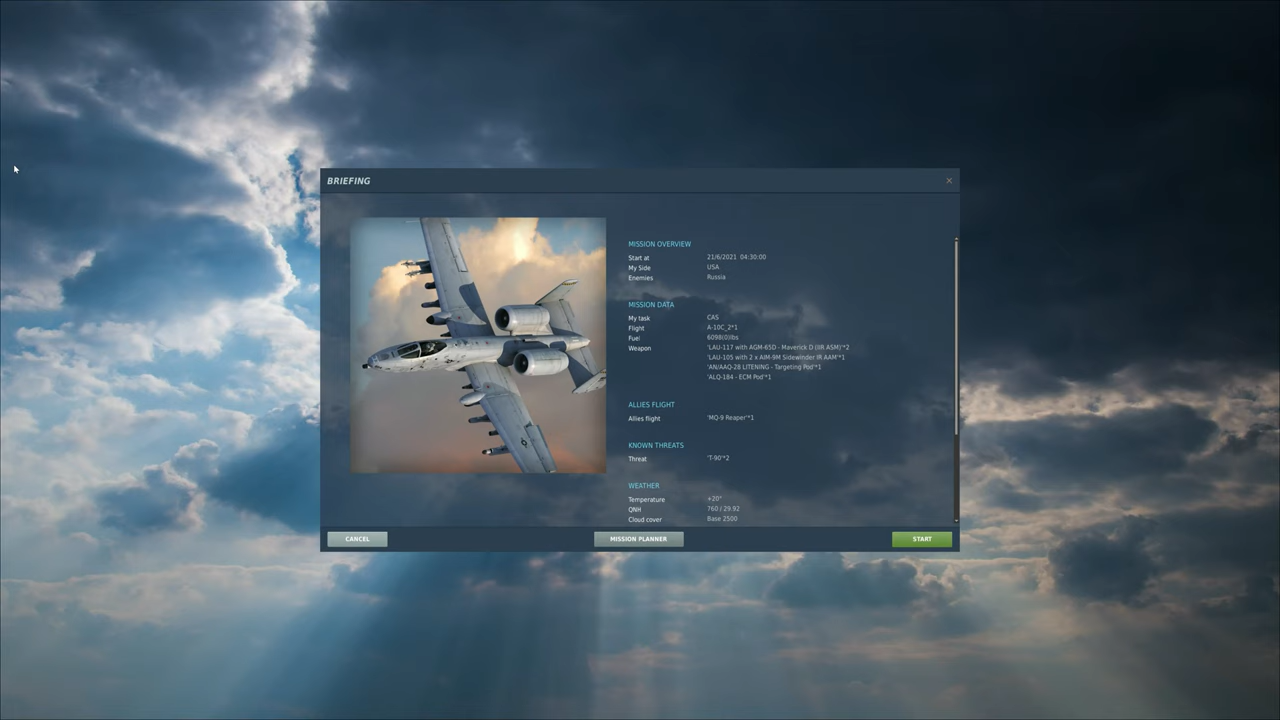 BRIEFING
MISSION OVERVIEW
Start at 21/6/2021 04:30:00
My Side USA
Enemies Russia
MISSION DATA
My task CAS
Flight A-10C_2*1
Fuel 6098(0)lbs
Weapon 'LAU-117 with AGM-65D - Maverick D (IIR ASM)'*2
'LAU-105 with 2 x AIM-9M Sidewinder IR AAM'*1
'AN/AAQ-28 LITENING - Targeting Pod'*1
'ALQ-184 - ECM Pod'*1
ALLIES FLIGHT
Allies flight 'MQ-9 Reaper'*1
KNOWN THREATS
Threat 'T-90'*2
WEATHER
Temperature +20°
QNH 760 / 29.92
Cloud cover Base 2500
CANCEL MISSION PLANNER START